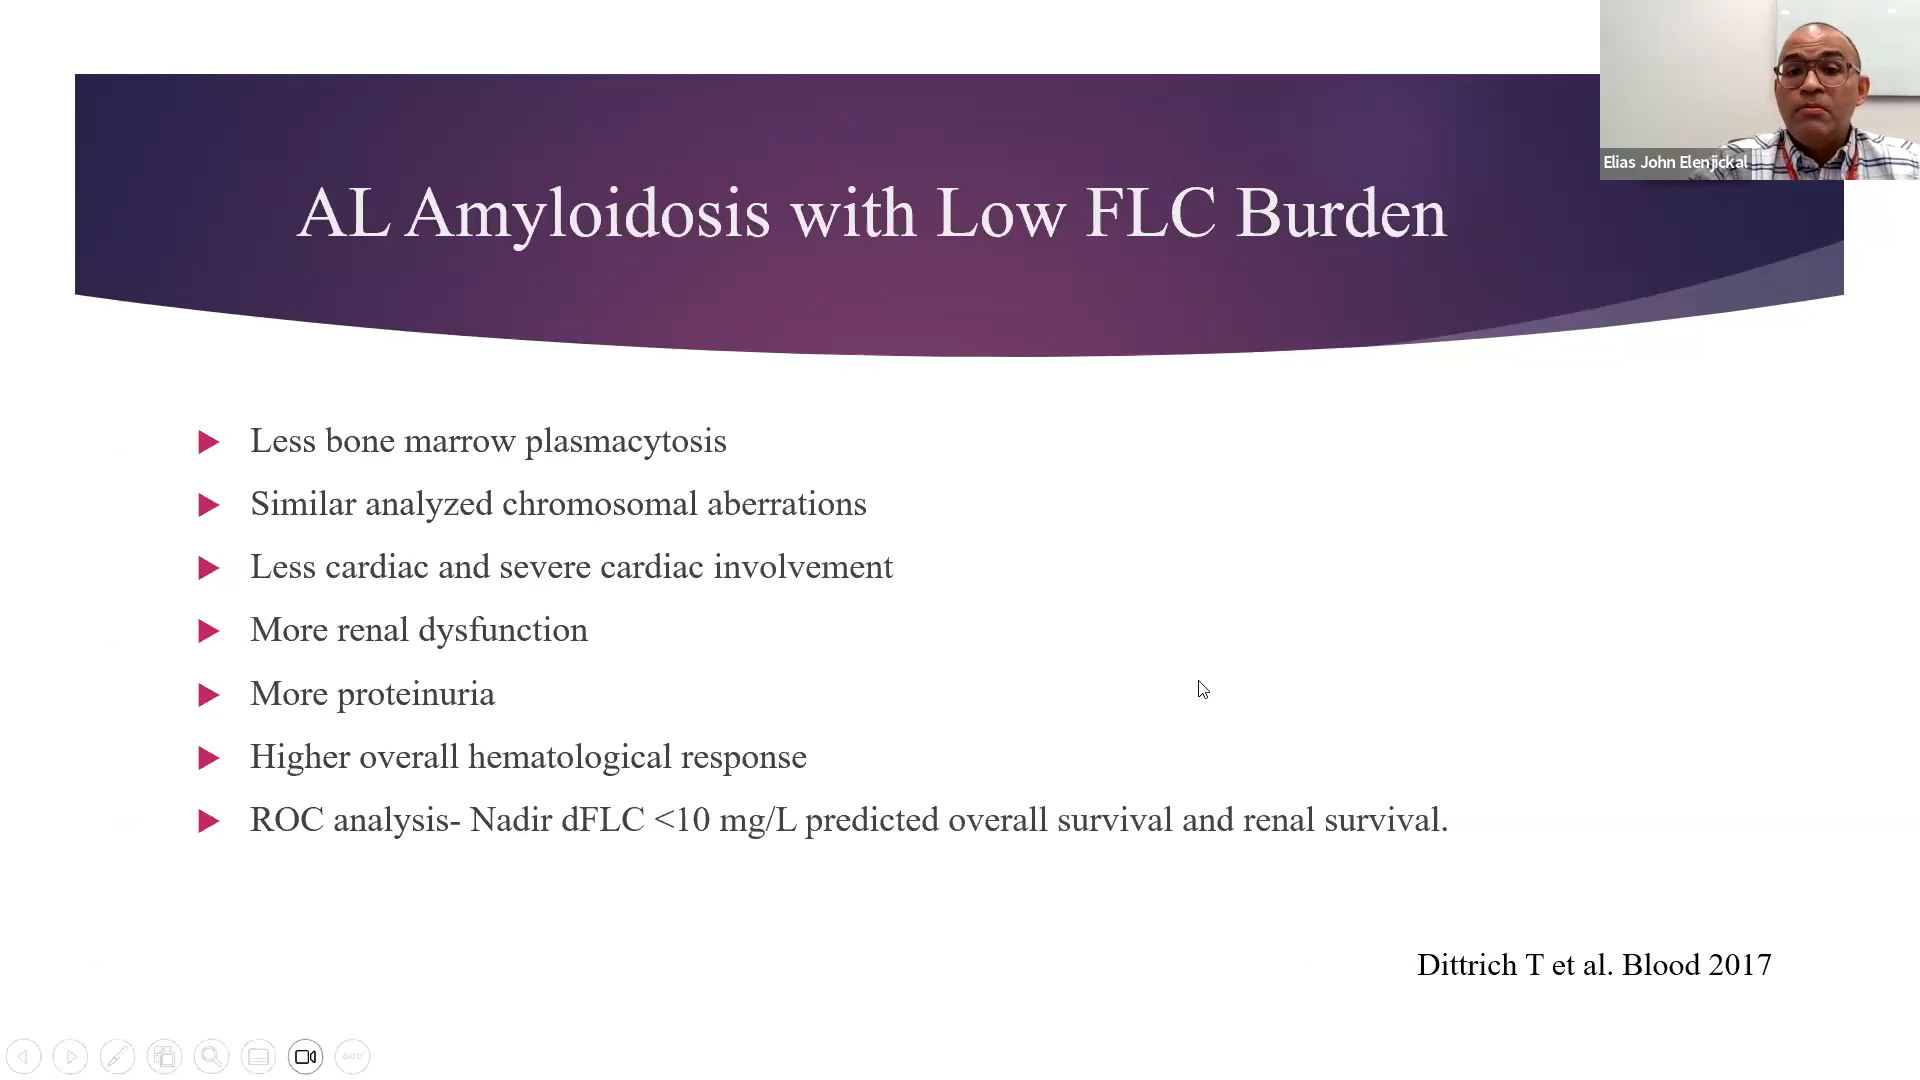 Elias John Elenjickal
AL Amyloidosis with Low FLC Burden
Less bone marrow plasmacytosis
Similar analyzed chromosomal aberrations
Less cardiac and severe cardiac involvement
More renal dysfunction
More proteinuria
Higher overall hematological response
ROC analysis- Nadir dFLC <10 mg/L predicted overall survival and renal survival.
Dittrich T et al. Blood 2017